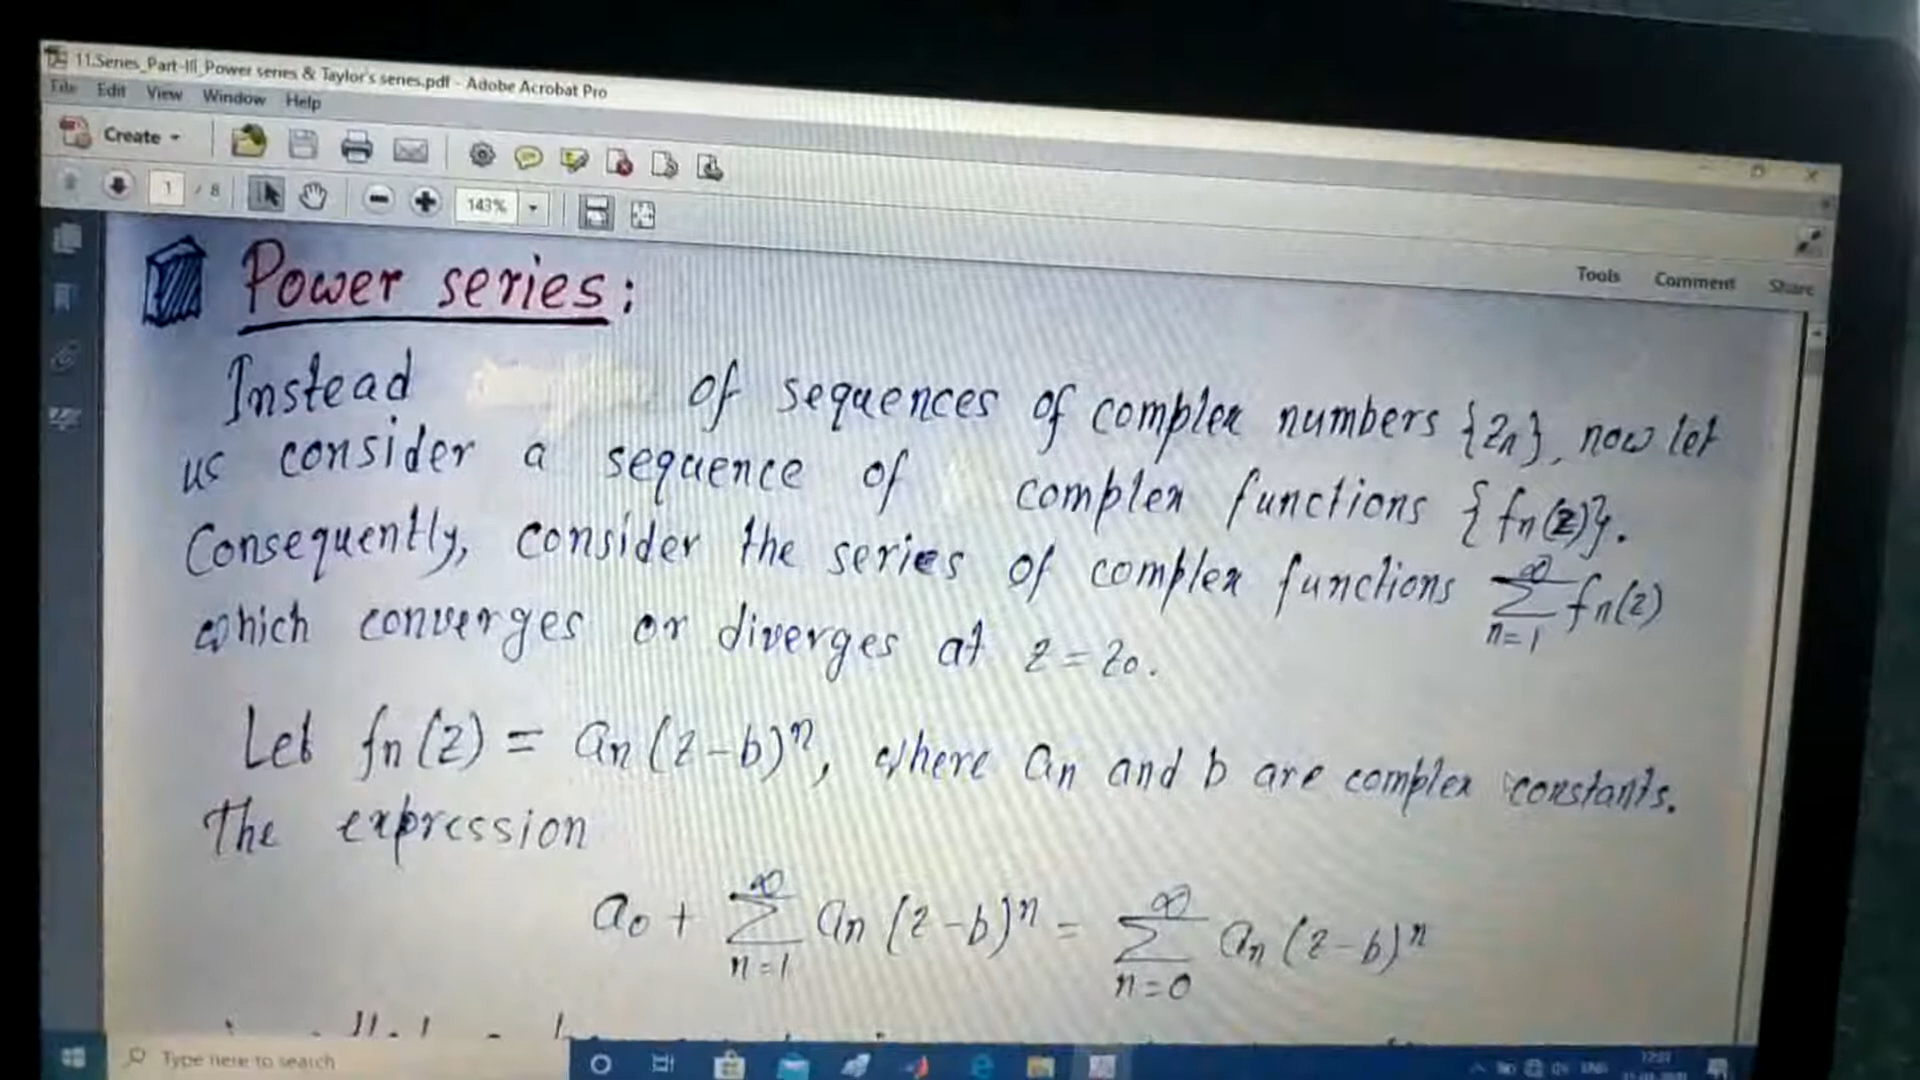 11.Series_Part-III_Power series & Taylor's series.pdf - Adobe Acrobat Pro
File Edit View Window Help
Create
1 / 8 143%
Tools Comment Share
Power series:
Instead of sequences of complex numbers {zn}, now let
us consider a sequence of complex functions {fn(z)}.
Consequently, consider the series of complex functions ∑_{n=1}^{∞} fn(z)
which converges or diverges at z = z0.
Let fn(z) = an(z-b)^n, where an and b are complex constants.
The expression
a0 + ∑_{n=1}^{∞} an(z-b)^n = ∑_{n=0}^{∞} an(z-b)^n
Type here to search